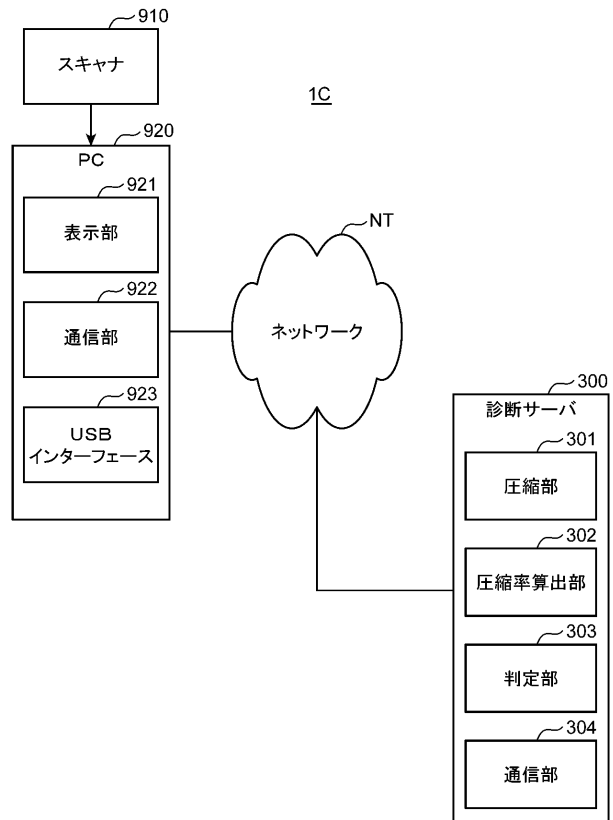 910
スキャナ
1C
920
PC
921
表示部
922
通信部
923
USB
インターフェース
NT
ネットワーク
300
診断サーバ
301
圧縮部
302
圧縮率算出部
303
判定部
304
通信部